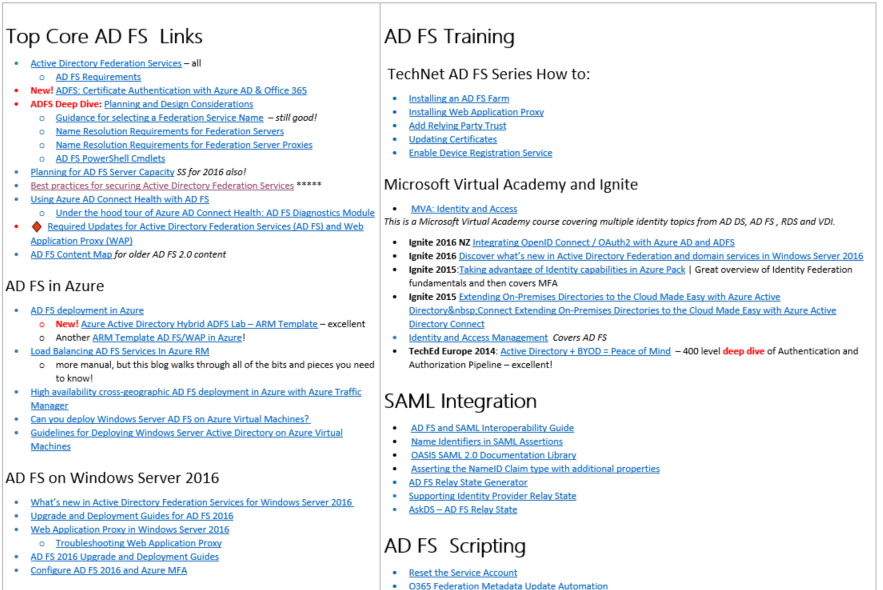 Top Core AD FS Links
Active Directory Federation Services – all
AD FS Requirements
New! ADFS: Certificate Authentication with Azure AD & Office 365
ADFS Deep Dive: Planning and Design Considerations
Guidance for selecting a Federation Service Name – still good!
Name Resolution Requirements for Federation Servers
Name Resolution Requirements for Federation Server Proxies
AD FS PowerShell Cmdlets
Planning for AD FS Server Capacity SS for 2016 also!
Best practices for securing Active Directory Federation Services *****
Using Azure AD Connect Health with AD FS
Under the hood tour of Azure AD Connect Health: AD FS Diagnostics Module
Required Updates for Active Directory Federation Services (AD FS) and Web
Application Proxy (WAP)
AD FS Content Map for older AD FS 2.0 content
AD FS in Azure
AD FS deployment in Azure
New! Azure Active Directory Hybrid ADFS Lab – ARM Template – excellent
Another ARM Template AD FS/WAP in Azure!
Load Balancing AD FS Services In Azure RM
more manual, but this blog walks through all of the bits and pieces you need
to know!
High availability cross-geographic AD FS deployment in Azure with Azure Traffic
Manager
Can you deploy Windows Server AD FS on Azure Virtual Machines?
Guidelines for Deploying Windows Server Active Directory on Azure Virtual
Machines
AD FS on Windows Server 2016
What's new in Active Directory Federation Services for Windows Server 2016
Upgrade and Deployment Guides for AD FS 2016
Web Application Proxy in Windows Server 2016
Troubleshooting Web Application Proxy
AD FS 2016 Upgrade and Deployment Guides
Configure AD FS 2016 and Azure MFA
AD FS Training
TechNet AD FS Series How to:
Installing an AD FS Farm
Installing Web Application Proxy
Add Relying Party Trust
Updating Certificates
Enable Device Registration Service
Microsoft Virtual Academy and Ignite
MVA: Identity and Access
This is a Microsoft Virtual Academy course covering multiple identity topics from AD DS, AD FS , RDS and VDI.
Ignite 2016 NZ Integrating OpenID Connect / OAuth2 with Azure AD and ADFS
Ignite 2016 Discover what's new in Active Directory Federation and domain services in Windows Server 2016
Ignite 2015:Taking advantage of Identity capabilities in Azure Pack | Great overview of Identity Federation
fundamentals and then covers MFA
Ignite 2015 Extending On-Premises Directories to the Cloud Made Easy with Azure Active
Directory&nbsp;Connect Extending On-Premises Directories to the Cloud Made Easy with Azure Active
Directory Connect
Identity and Access Management Covers AD FS
TechEd Europe 2014: Active Directory + BYOD = Peace of Mind – 400 level deep dive of Authentication and
Authorization Pipeline – excellent!
SAML Integration
AD FS and SAML Interoperability Guide
Name Identifiers in SAML Assertions
OASIS SAML 2.0 Documentation Library
Asserting the NameID Claim type with additional properties
AD FS Relay State Generator
Supporting Identity Provider Relay State
AskDS – AD FS Relay State
AD FS Scripting
Reset the Service Account
O365 Federation Metadata Update Automation